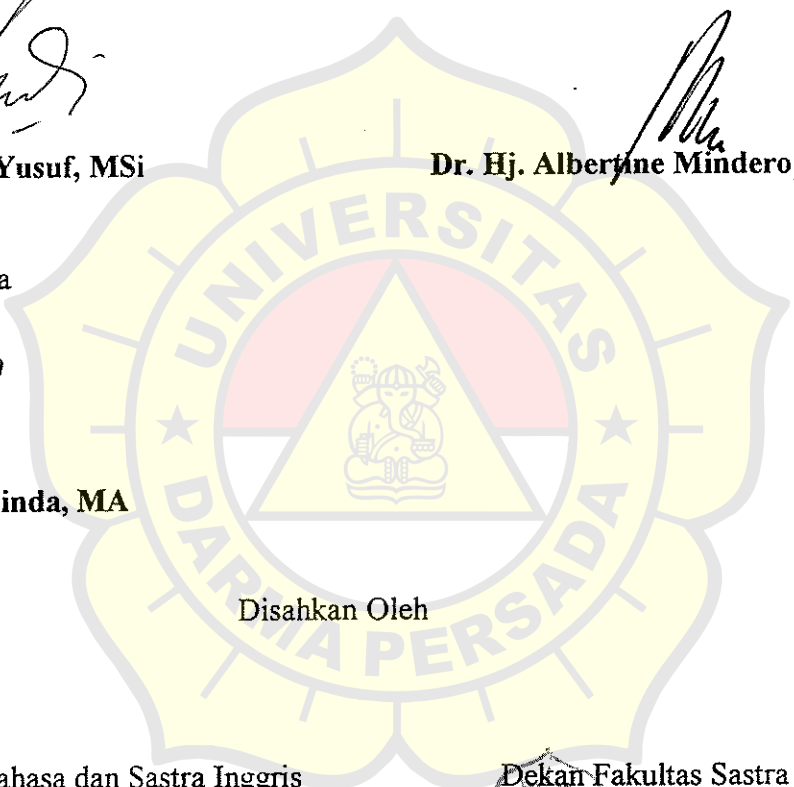 Yusuf, MSi
Dr. Hj. Albertine Mindero
UNIVERSITAS
a
inda, MA
DARMA PERSADA
Disahkan Oleh
ahasa dan Sastra Inggris
Dekan Fakultas Sastra